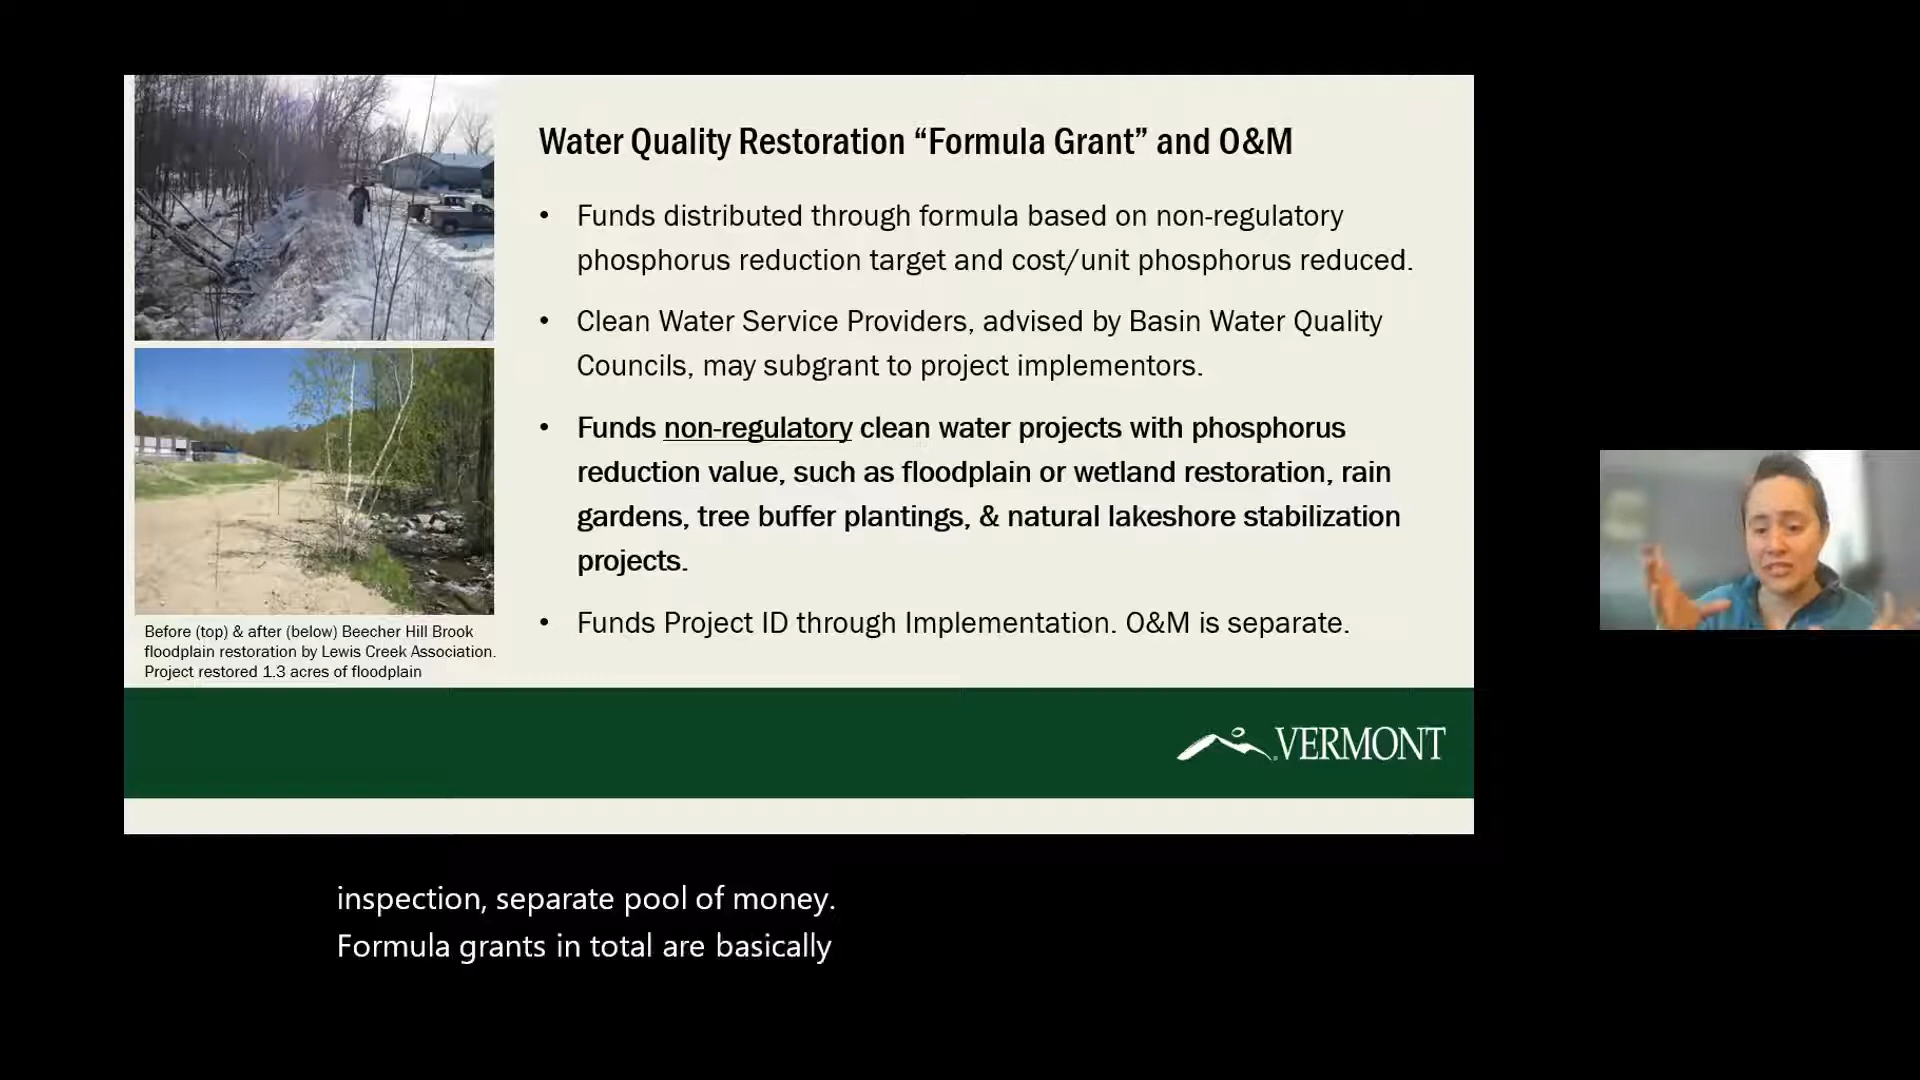 Water Quality Restoration “Formula Grant” and O&M
• Funds distributed through formula based on non-regulatory
phosphorus reduction target and cost/unit phosphorus reduced.
• Clean Water Service Providers, advised by Basin Water Quality
Councils, may subgrant to project implementors.
• Funds non-regulatory clean water projects with phosphorus
reduction value, such as floodplain or wetland restoration, rain
gardens, tree buffer plantings, & natural lakeshore stabilization
projects.
• Funds Project ID through Implementation. O&M is separate.
Before (top) & after (below) Beecher Hill Brook
floodplain restoration by Lewis Creek Association.
Project restored 1.3 acres of floodplain
VERMONT
inspection, separate pool of money.
Formula grants in total are basically